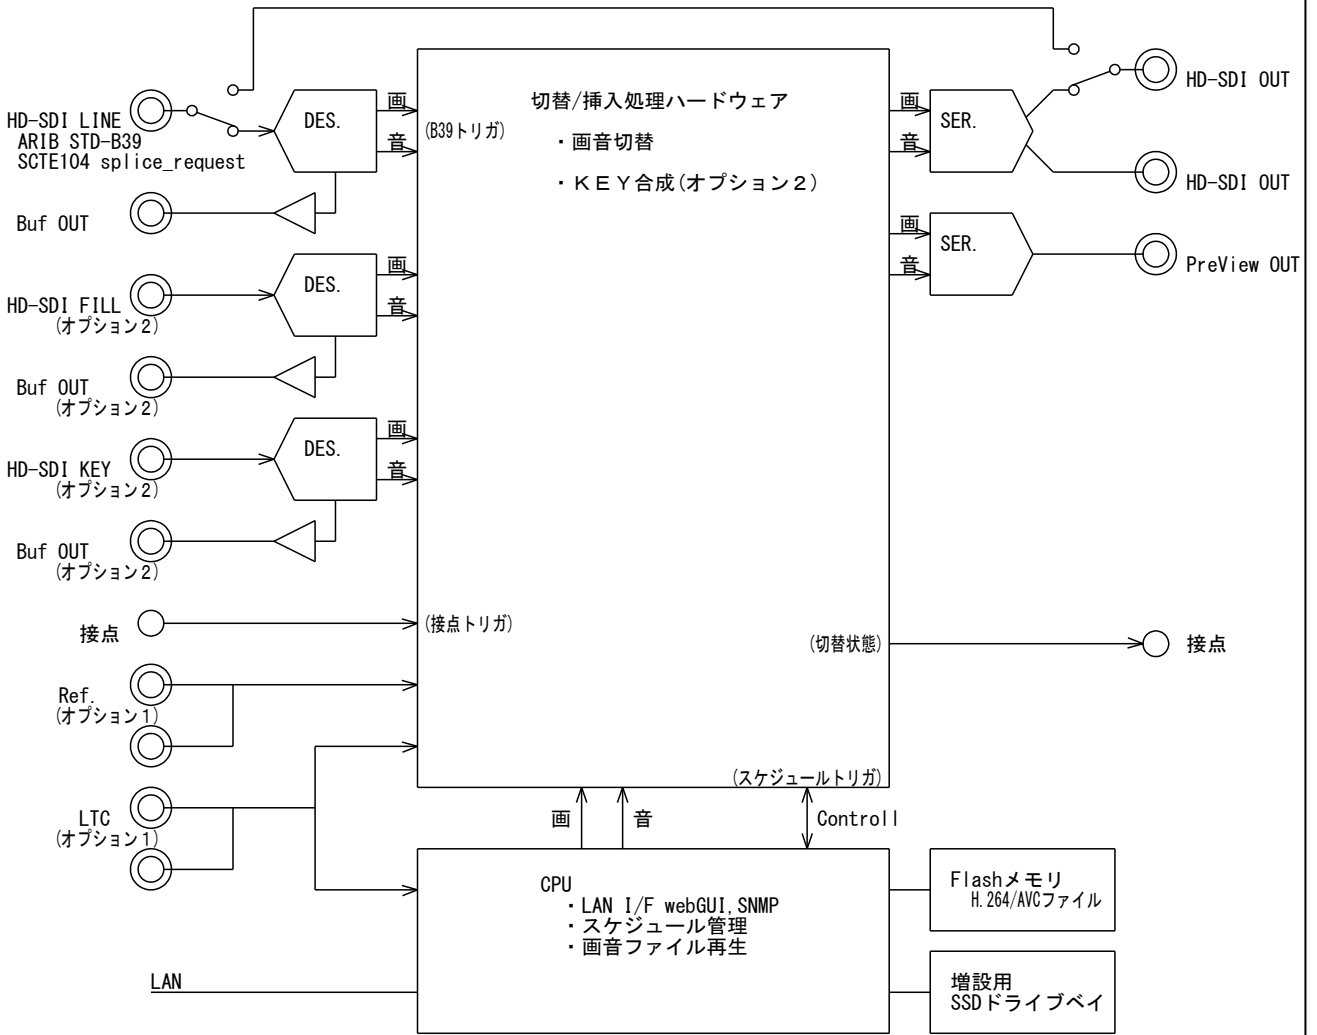 HD-SDI LINE
ARIB STD-B39
SCTE104 splice_request
DES.
画
音
Buf OUT
HD-SDI FILL
(オプション2)
DES.
画
音
Buf OUT
(オプション2)
HD-SDI KEY
(オプション2)
DES.
画
音
Buf OUT
(オプション2)
接点
Ref.
(オプション1)
LTC
(オプション1)
LAN
切替/挿入処理ハードウェア
(B39トリガ)
・画音切替
・ＫＥＹ合成(オプション２)
(接点トリガ)
(切替状態)
(スケジュールトリガ)
画
音
SER.
HD-SDI OUT
HD-SDI OUT
画
音
SER.
PreView OUT
接点
画
音
Controll
CPU
・LAN I/F webGUI,SNMP
・スケジュール管理
・画音ファイル再生
Flashメモリ
H.264/AVCファイル
増設用
SSDドライブベイ